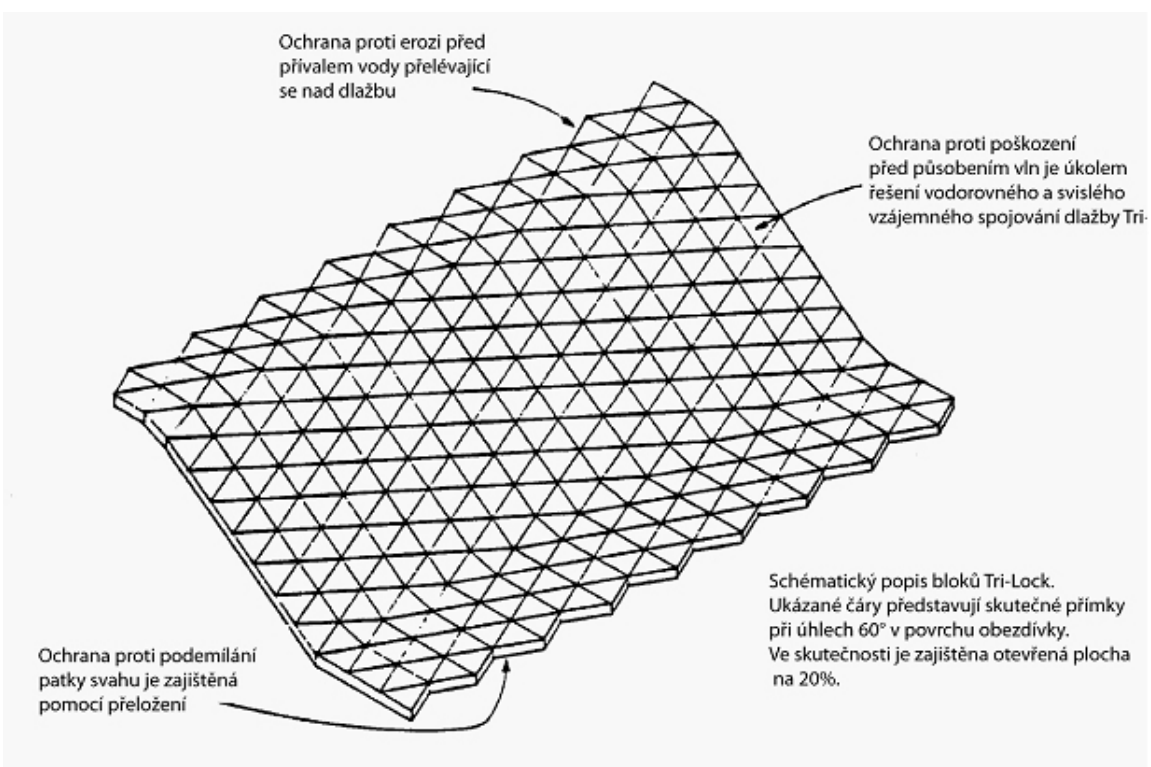 Ochrana proti erozi před
přívalem vody přelévající
se nad dlažbu
Ochrana proti poškození
před působením vln je úkolem
řešení vodorovného a svislého
vzájemného spojování dlažby Tri-
Schématický popis bloků Tri-Lock.
Ukázané čáry představují skutečné přímky
při úhlech 60° v povrchu obezdívky.
Ve skutečnosti je zajištěna otevřená plocha
na 20%.
Ochrana proti podemílání
patky svahu je zajištěná
pomocí přeložení